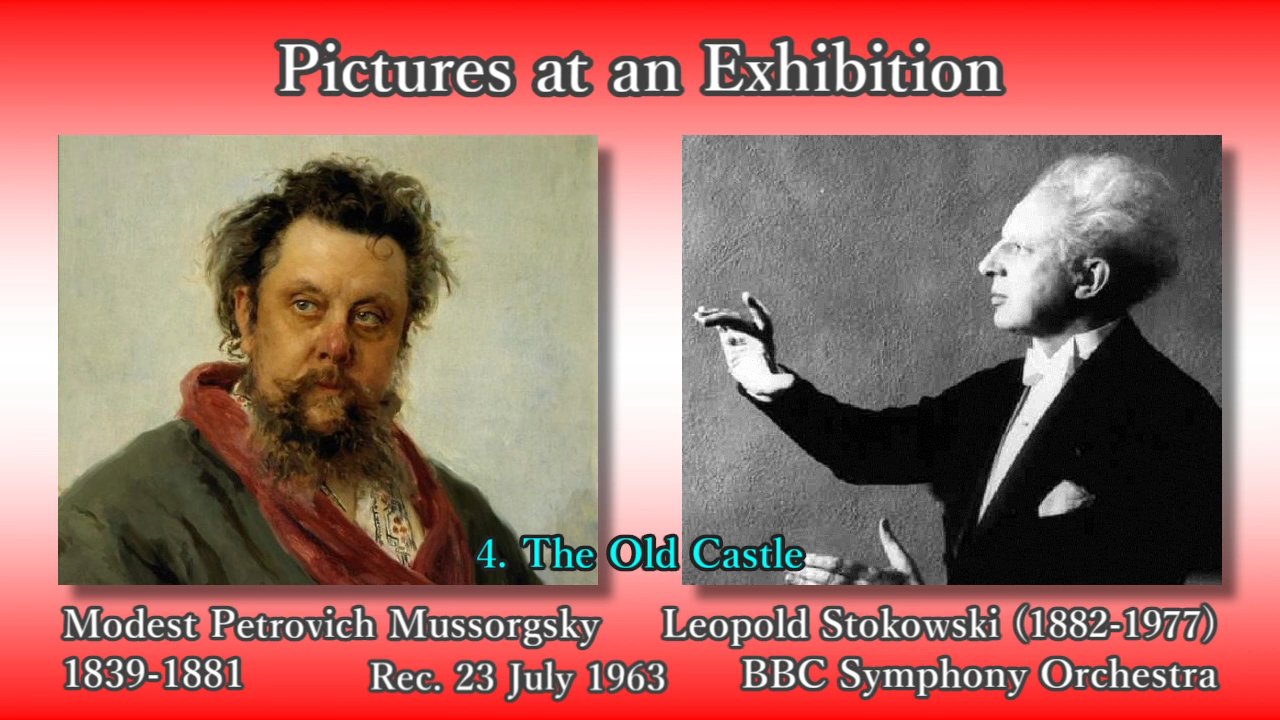 Pictures at an Exhibition
4. The Old Castle
Modest Petrovich Mussorgsky
1839-1881
Rec. 23 July 1963
Leopold Stokowski (1882-1977)
BBC Symphony Orchestra